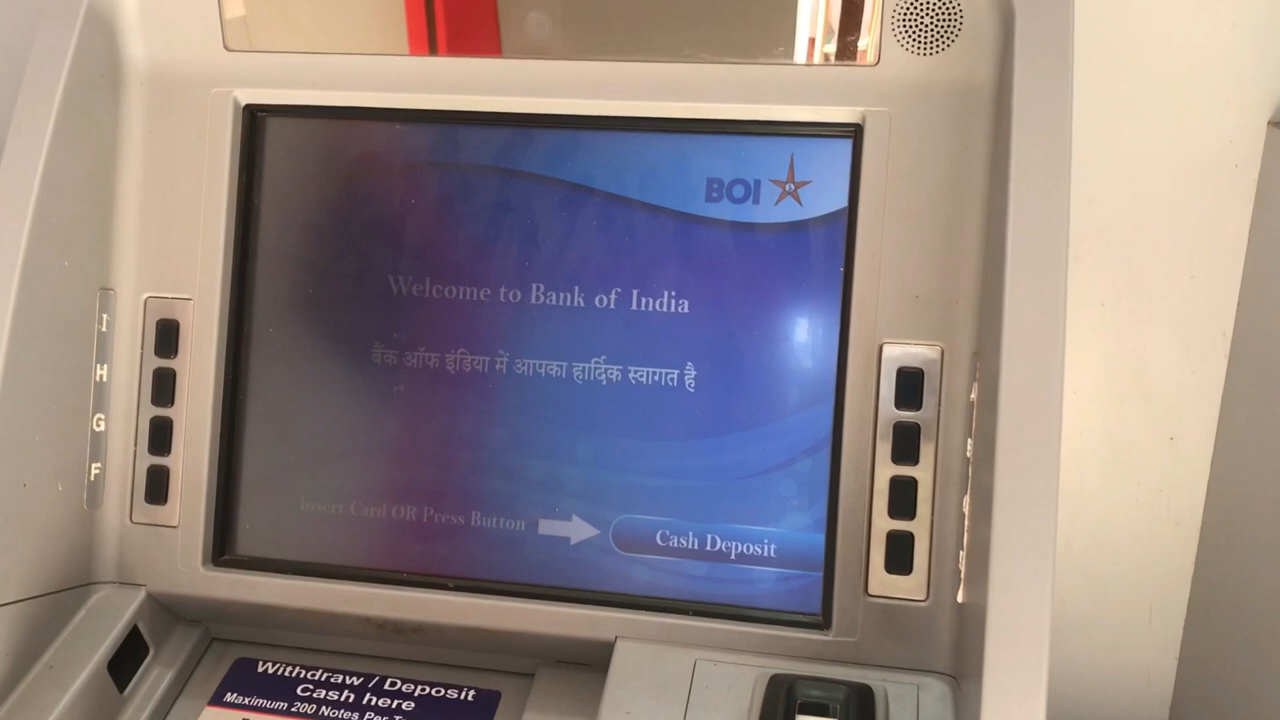 BOI
Welcome to Bank of India
बैंक ऑफ इंडिया में आपका हार्दिक स्वागत है
Insert Card OR Press Button
Cash Deposit
I
H
G
F
Withdraw / Deposit
Cash here
Maximum 200 Notes Per